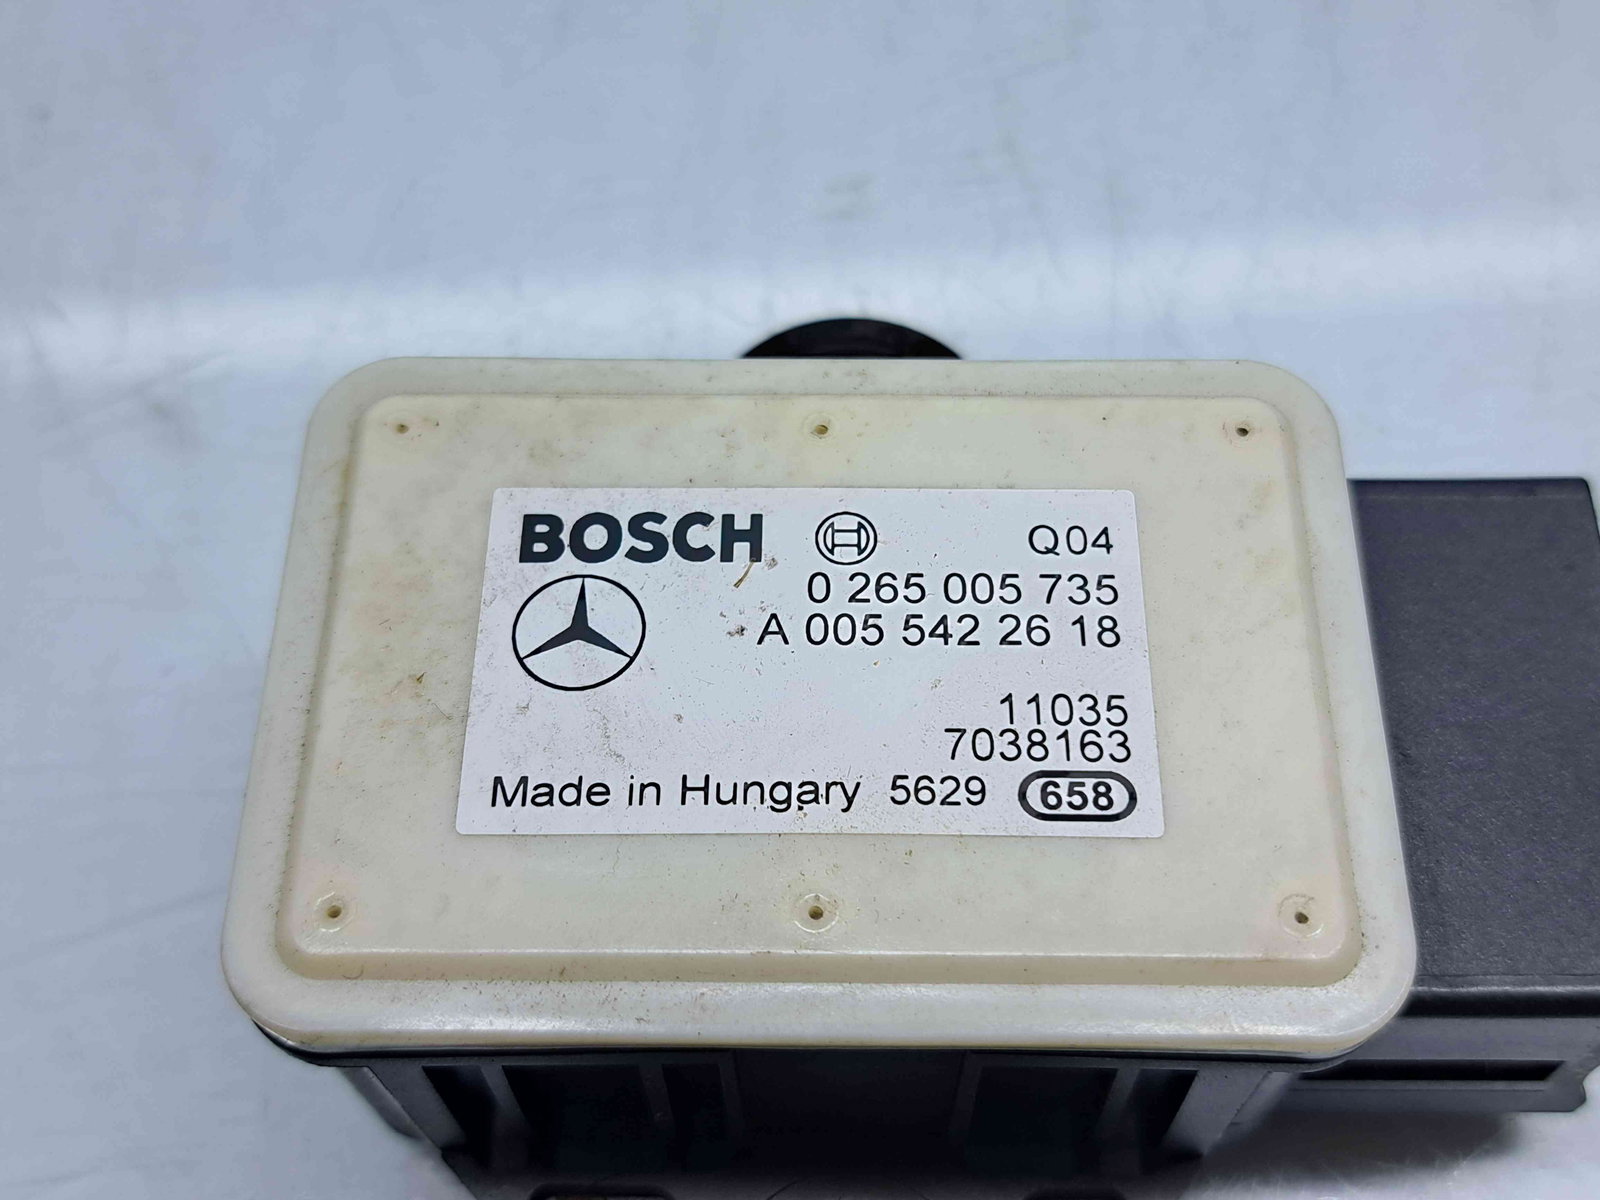 BOSCH Q04
0 265 005 735
A 005 542 26 18
11035
7038163
Made in Hungary 5629 658